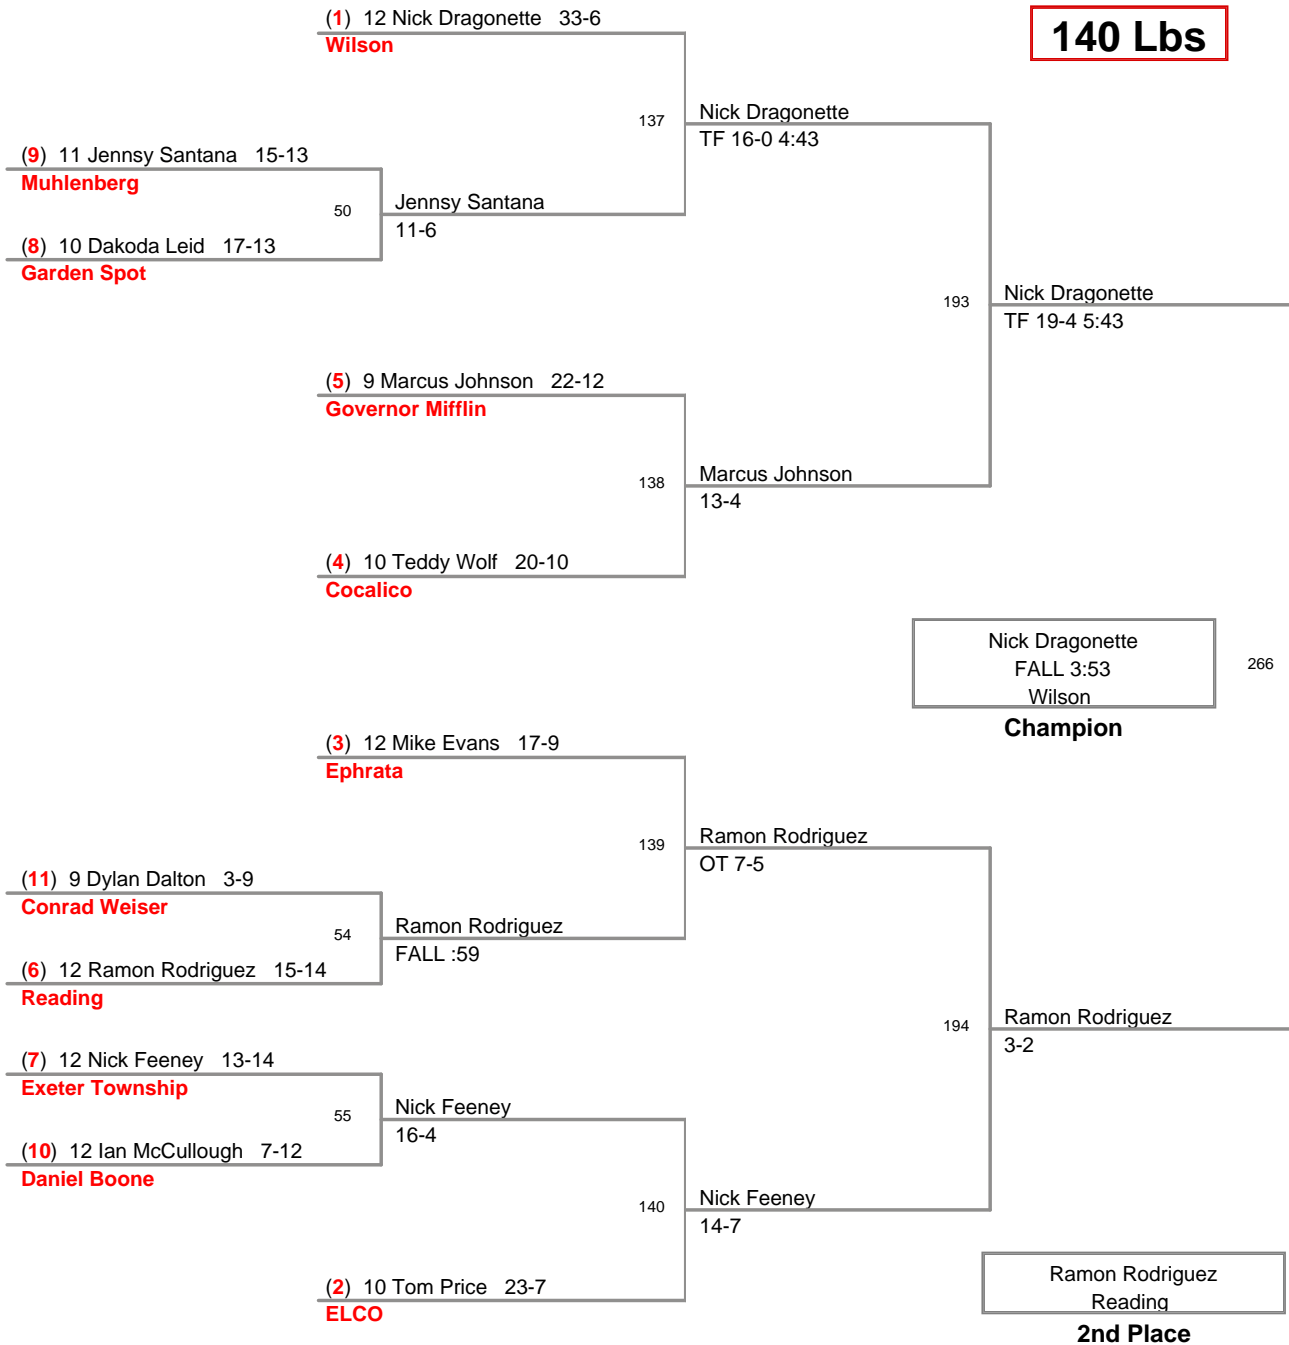 (1) 12 Nick Dragonette 33-6
Wilson
140 Lbs
137
Nick Dragonette
TF 16-0 4:43
(9) 11 Jennsy Santana 15-13
Muhlenberg
50
Jennsy Santana
11-6
(8) 10 Dakoda Leid 17-13
Garden Spot
193
Nick Dragonette
TF 19-4 5:43
(5) 9 Marcus Johnson 22-12
Governor Mifflin
138
Marcus Johnson
13-4
(4) 10 Teddy Wolf 20-10
Cocalico
Nick Dragonette
FALL 3:53
Wilson
266
Champion
(3) 12 Mike Evans 17-9
Ephrata
139
Ramon Rodriguez
OT 7-5
(11) 9 Dylan Dalton 3-9
Conrad Weiser
54
Ramon Rodriguez
FALL :59
(6) 12 Ramon Rodriguez 15-14
Reading
194
Ramon Rodriguez
3-2
(7) 12 Nick Feeney 13-14
Exeter Township
55
Nick Feeney
16-4
(10) 12 Ian McCullough 7-12
Daniel Boone
140
Nick Feeney
14-7
(2) 10 Tom Price 23-7
ELCO
Ramon Rodriguez
Reading
2nd Place